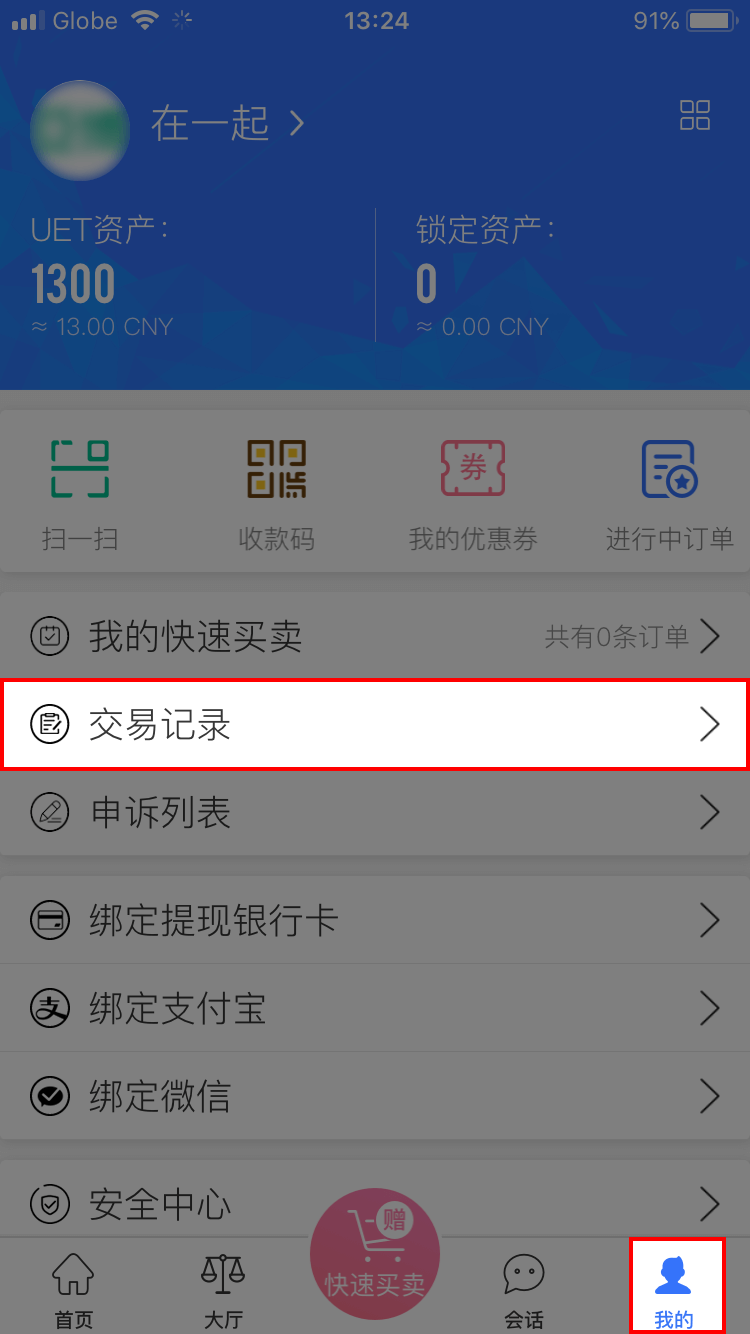 Globe 13:24 91%
在一起
UET资产: 锁定资产:
1300 0
≈ 13.00 CNY ≈ 0.00 CNY
券
扫一扫 收款码 我的优惠券 进行中订单
我的快速买卖 共有0条订单
交易记录
申诉列表
绑定提现银行卡
支 绑定支付宝
绑定微信
安全中心
赠
快速买卖
首页 大厅 会话 我的